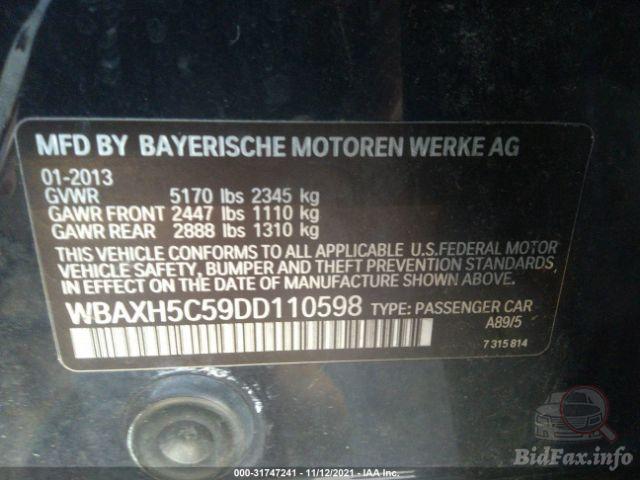 MFD BY BAYERISCHE MOTOREN WERKE AG
01-2013
GVWR 5170 lbs 2345 kg
GAWR FRONT 2447 lbs 1110 kg
GAWR REAR 2888 lbs 1310 kg
THIS VEHICLE CONFORMS TO ALL APPLICABLE U.S.FEDERAL MOTOR
VEHICLE SAFETY, BUMPER AND THEFT PREVENTION STANDARDS
IN EFFECT ON THE DATE OF MANUFACTURE SHOWN ABOVE.
WBAXH5C59DD110598 TYPE: PASSENGER CAR
A89/5
7 315 814
BidFax.info
000-31747241 - 11/12/2021 - IAA Inc.